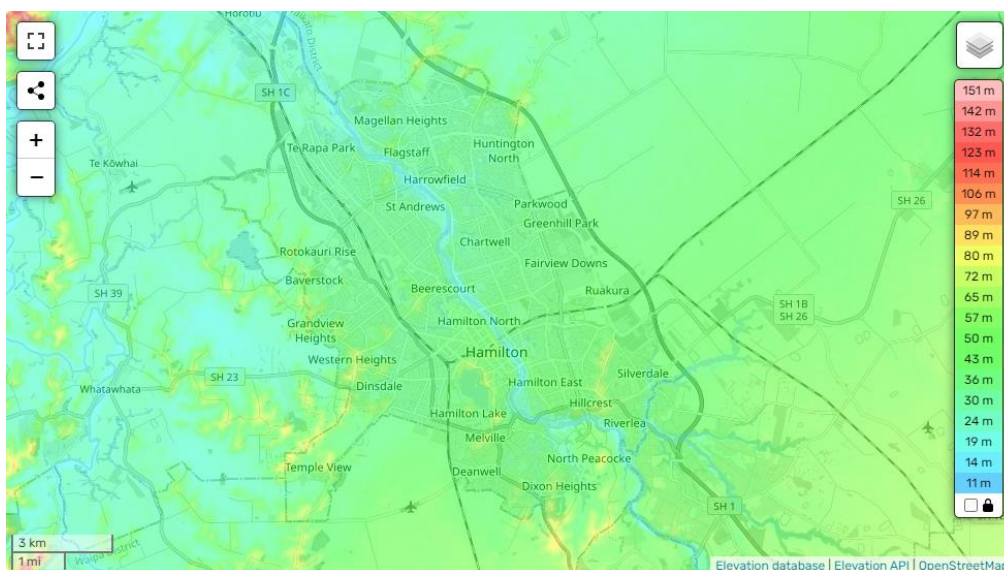 HOROTIU
SH 1C
Magellan Heights
Te Rapa Park
Flagstaff
Huntington
North
Te Kōwhai
Harrowfield
St Andrews
Parkwood
Greenhill Park
SH 26
Chartwell
Rotokauri Rise
Fairview Downs
Baverstock
Beerescourt
Ruakura
SH 39
SH 1B
SH 26
Grandview
Heights
Hamilton North
Western Heights
Hamilton
Whatawhata
SH 23
Dinsdale
Hamilton East
Silverdale
Hillcrest
Hamilton Lake
Riverlea
Melville
Temple View
Deanwell
North Peacocke
Dixon Heights
SH 1
Waikato District
Waipa District
+
−
151 m
142 m
132 m
123 m
114 m
106 m
97 m
89 m
80 m
72 m
65 m
57 m
50 m
43 m
36 m
30 m
24 m
19 m
14 m
11 m
3 km
1 mi
Elevation database | Elevation API | OpenStreetMap